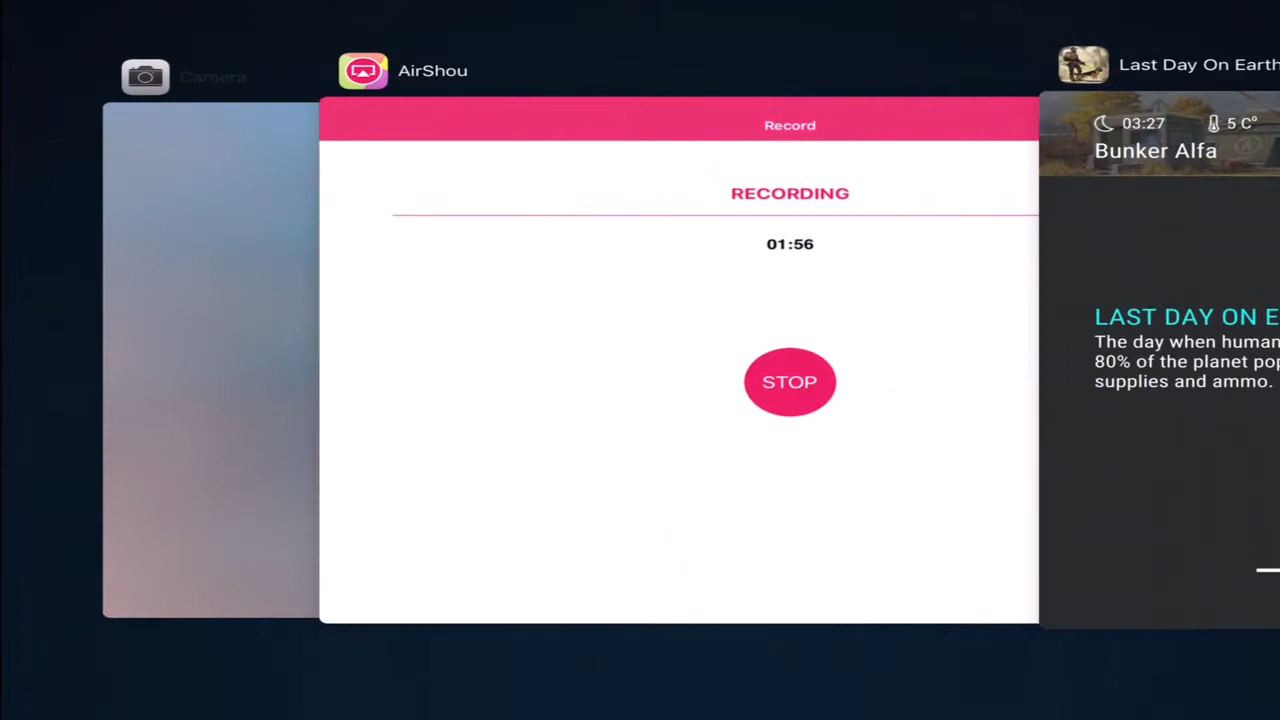 Camera
AirShou
Last Day On Earth
Record
RECORDING
01:56
STOP
03:27
5 C°
Bunker Alfa
LAST DAY ON E
The day when human
80% of the planet pop
supplies and ammo.